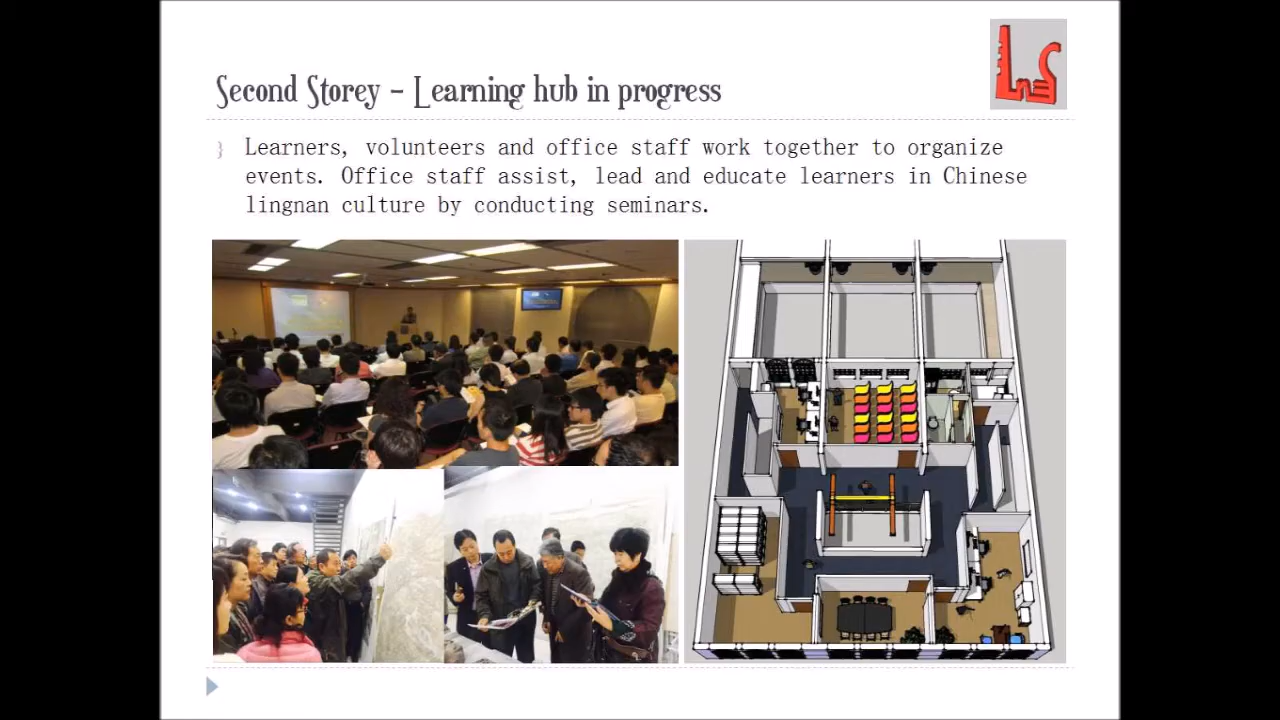 Second Storey – Learning hub in progress
Learners, volunteers and office staff work together to organize
events. Office staff assist, lead and educate learners in Chinese
lingnan culture by conducting seminars.